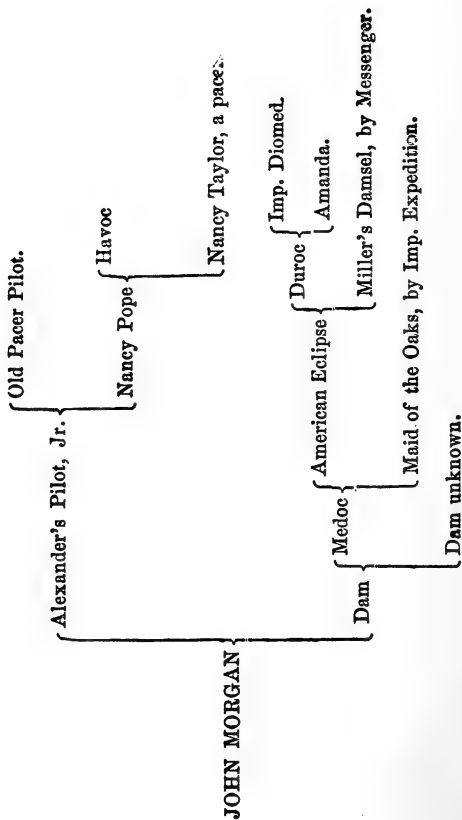 Old Pacer Pilot.
Alexander's Pilot, Jr.
Havoc
Nancy Pope
Nancy Taylor, a pacer.
JOHN MORGAN
Imp. Diomed.
Duroc
Amanda.
American Eclipse
Miller's Damsel, by Messenger.
Medoc
Maid of the Oaks, by Imp. Expedition.
Dam
Dam unknown.